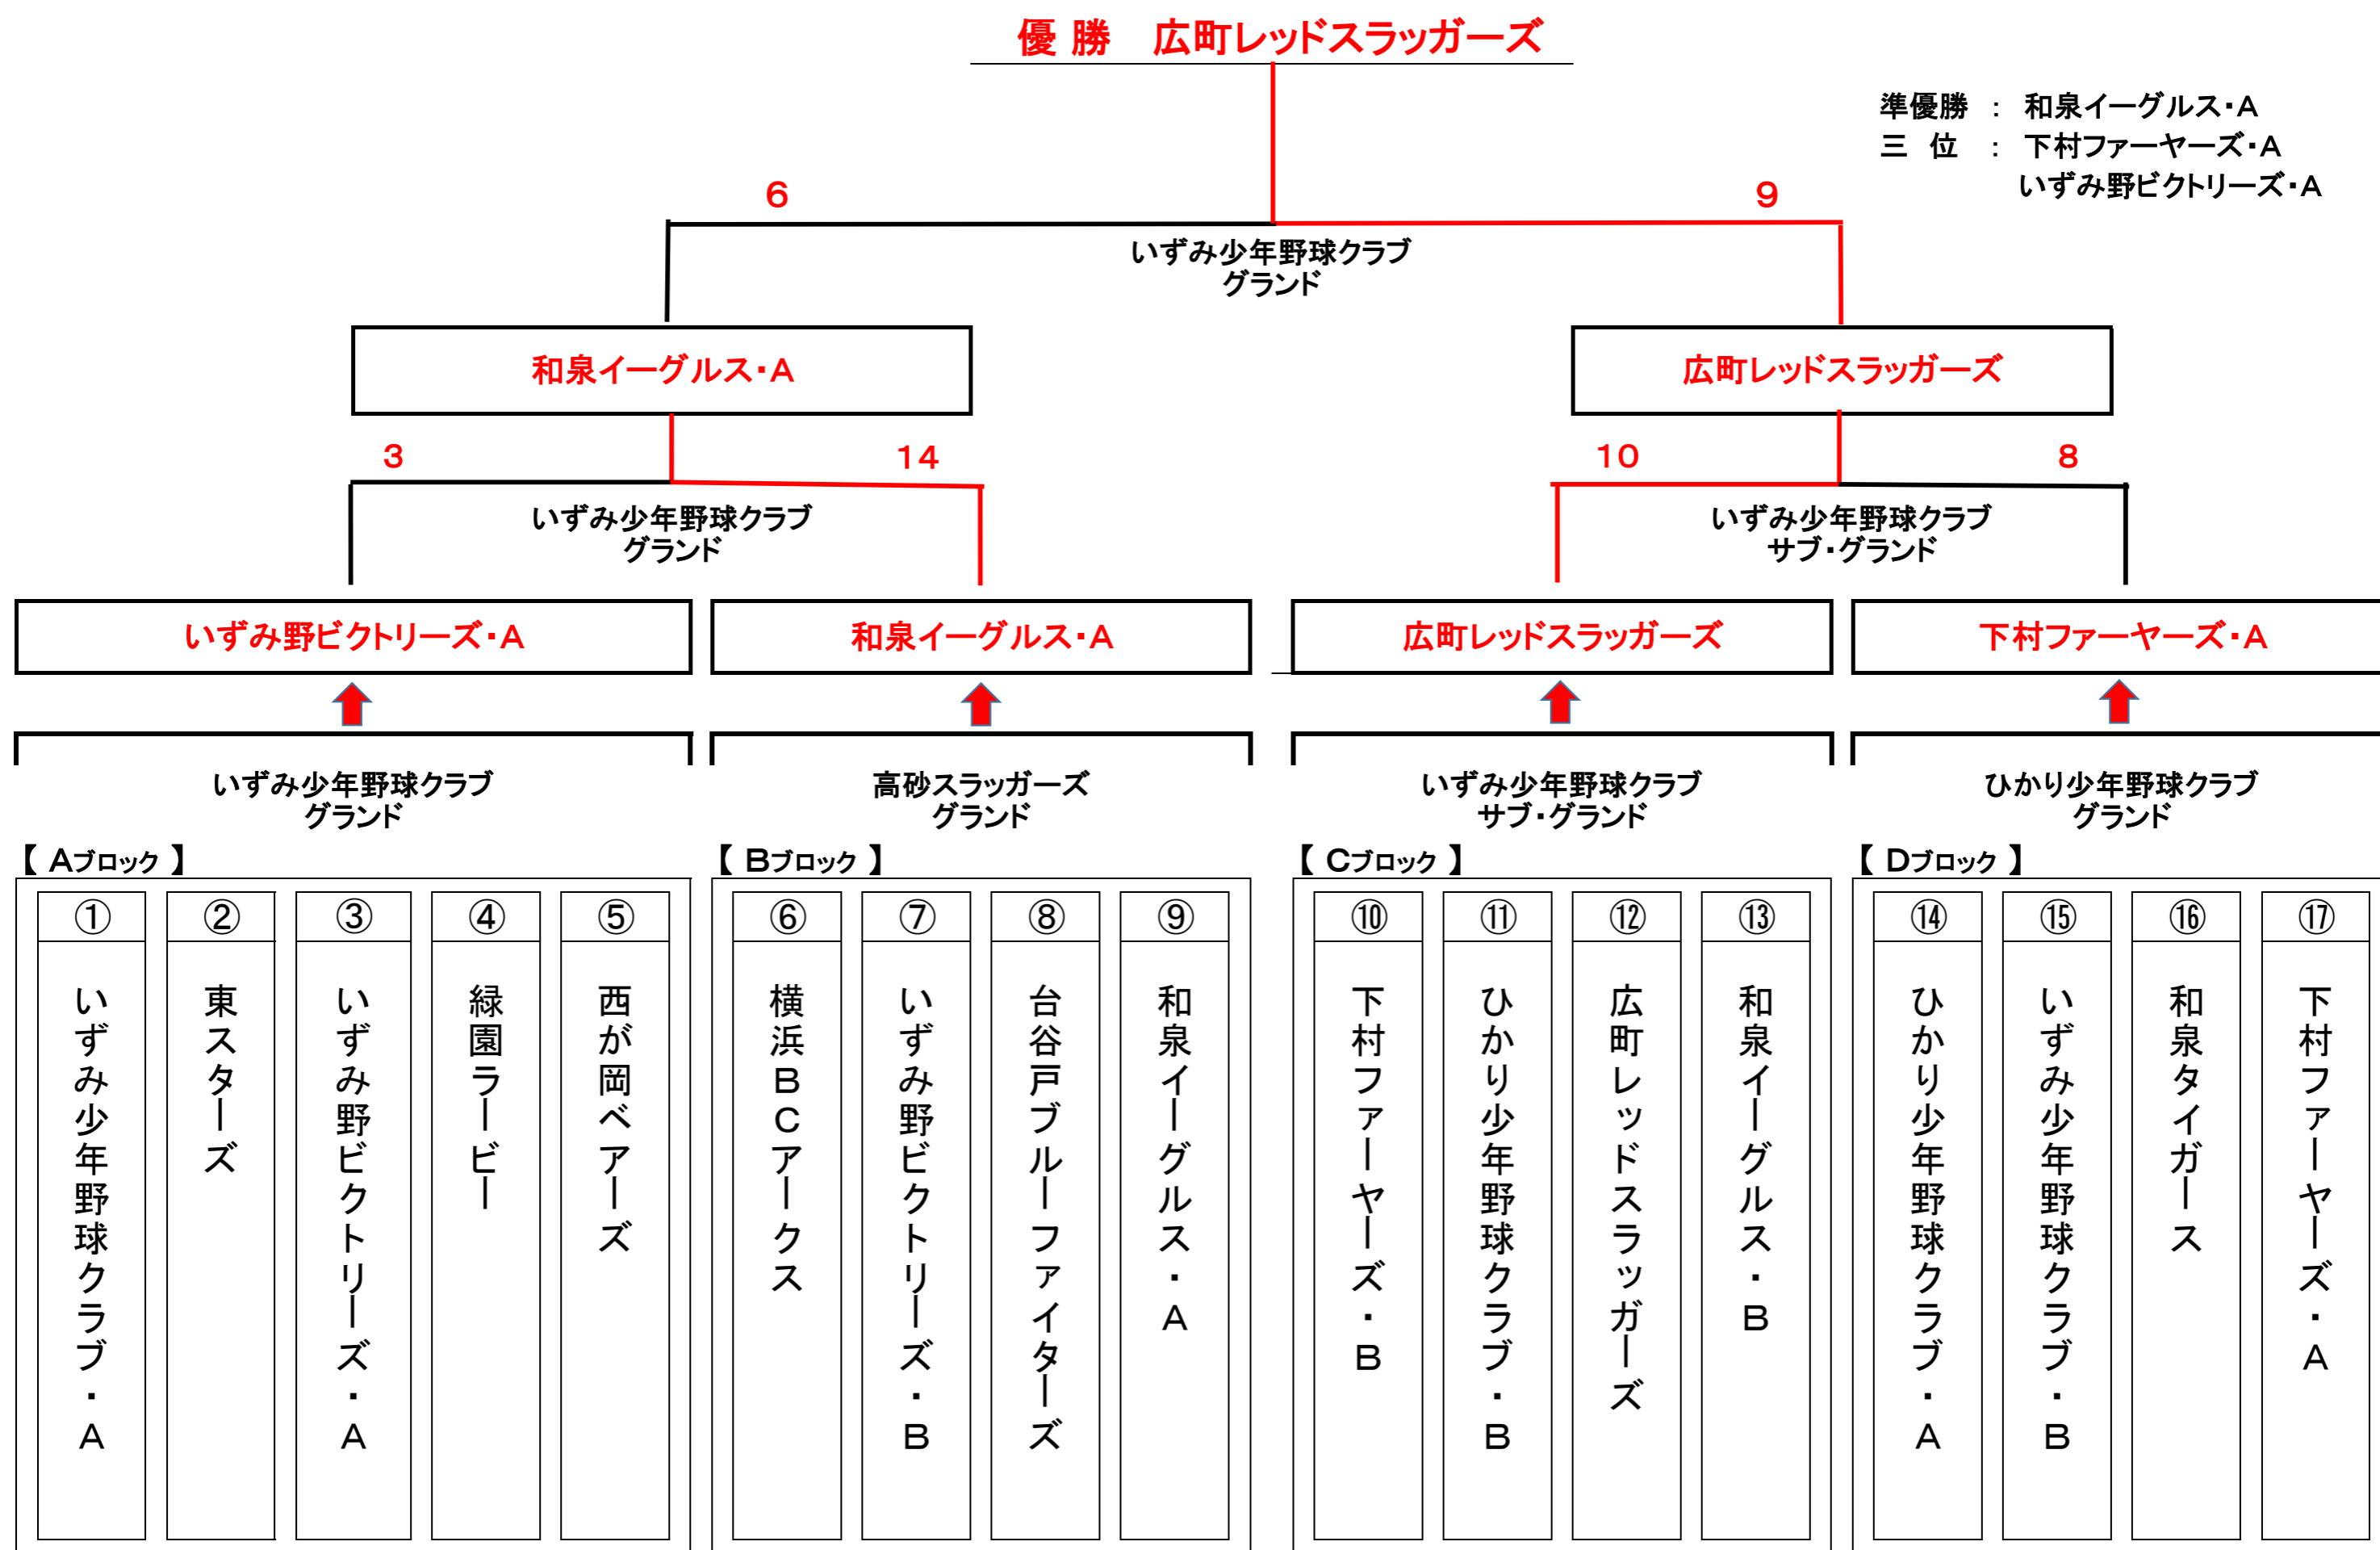 優 勝　広町レッドスラッガーズ
準優勝 : 和泉イーグルス・A
三 位 : 下村ファーヤーズ・A
いずみ野ビクトリーズ・A
6
9
いずみ少年野球クラブ
グランド
和泉イーグルス・A
広町レッドスラッガーズ
3
14
10
8
いずみ少年野球クラブ
グランド
いずみ少年野球クラブ
サブ・グランド
いずみ野ビクトリーズ・A
和泉イーグルス・A
広町レッドスラッガーズ
下村ファーヤーズ・A
いずみ少年野球クラブ
グランド
高砂スラッガーズ
グランド
いずみ少年野球クラブ
サブ・グランド
ひかり少年野球クラブ
グランド
【 Aブロック 】
【 Bブロック 】
【 Cブロック 】
【 Dブロック 】
①
いずみ少年野球クラブ・A
②
東スターズ
③
いずみ野ビクトリーズ・A
④
緑園ラービー
⑤
西が岡ベアーズ
⑥
横浜BCアークス
⑦
いずみ野ビクトリーズ・B
⑧
台谷戸ブルーファイターズ
⑨
和泉イーグルス・A
⑩
下村ファーヤーズ・B
⑪
ひかり少年野球クラブ・B
⑫
広町レッドスラッガーズ
⑬
和泉イーグルス・B
⑭
ひかり少年野球クラブ・A
⑮
いずみ少年野球クラブ・B
⑯
和泉タイガース
⑰
下村ファーヤーズ・A